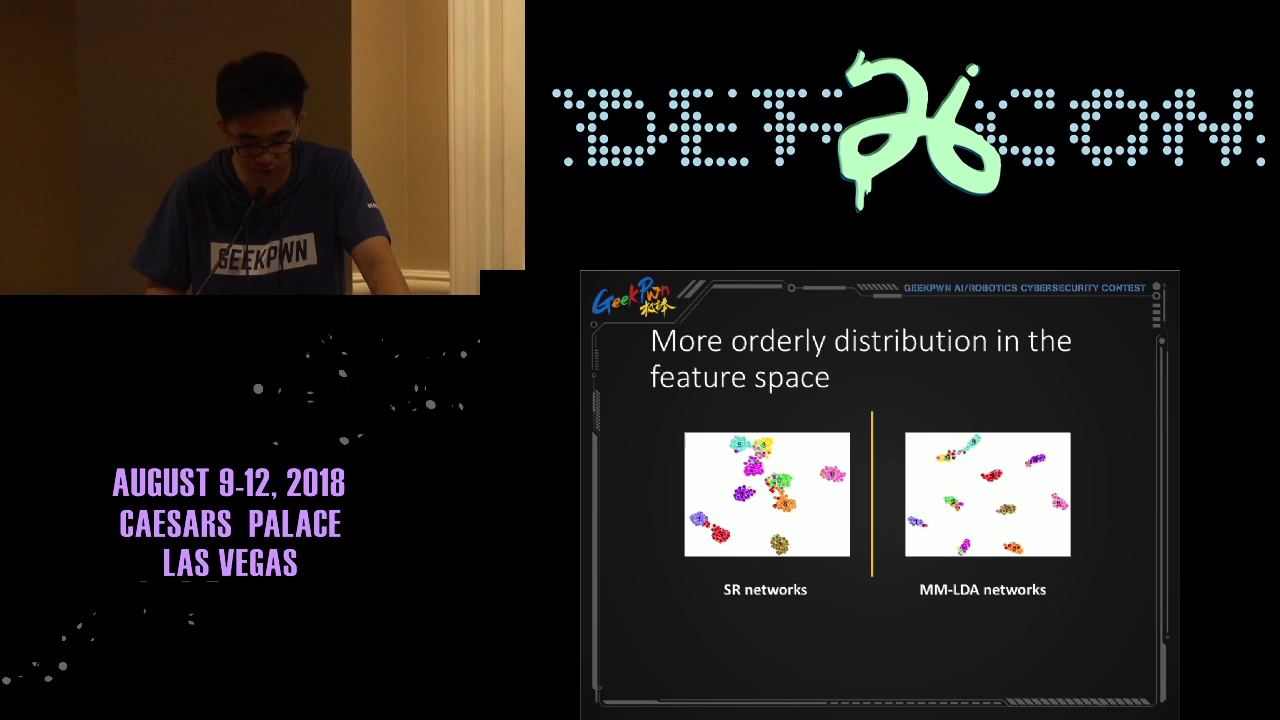 DEF CON
26
GEEKPWN
GeekPwn
GEEKPWN AI/ROBOTICS CYBERSECURITY CONTEST
More orderly distribution in the
feature space
SR networks
MM-LDA networks
AUGUST 9-12, 2018
CAESARS PALACE
LAS VEGAS